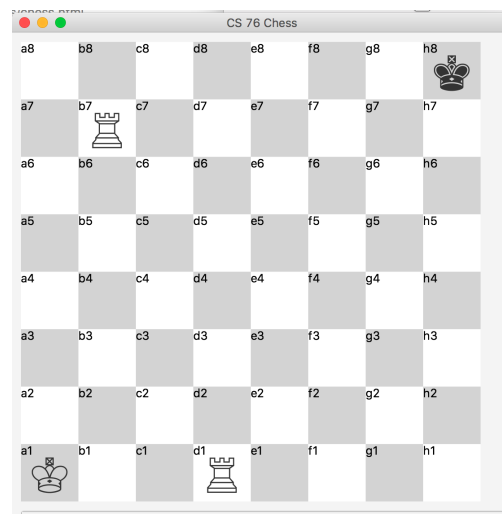 s/chess.html
CS 76 Chess
a8 b8 c8 d8 e8 f8 g8 h8
a7 b7 c7 d7 e7 f7 g7 h7
a6 b6 c6 d6 e6 f6 g6 h6
a5 b5 c5 d5 e5 f5 g5 h5
a4 b4 c4 d4 e4 f4 g4 h4
a3 b3 c3 d3 e3 f3 g3 h3
a2 b2 c2 d2 e2 f2 g2 h2
a1 b1 c1 d1 e1 f1 g1 h1